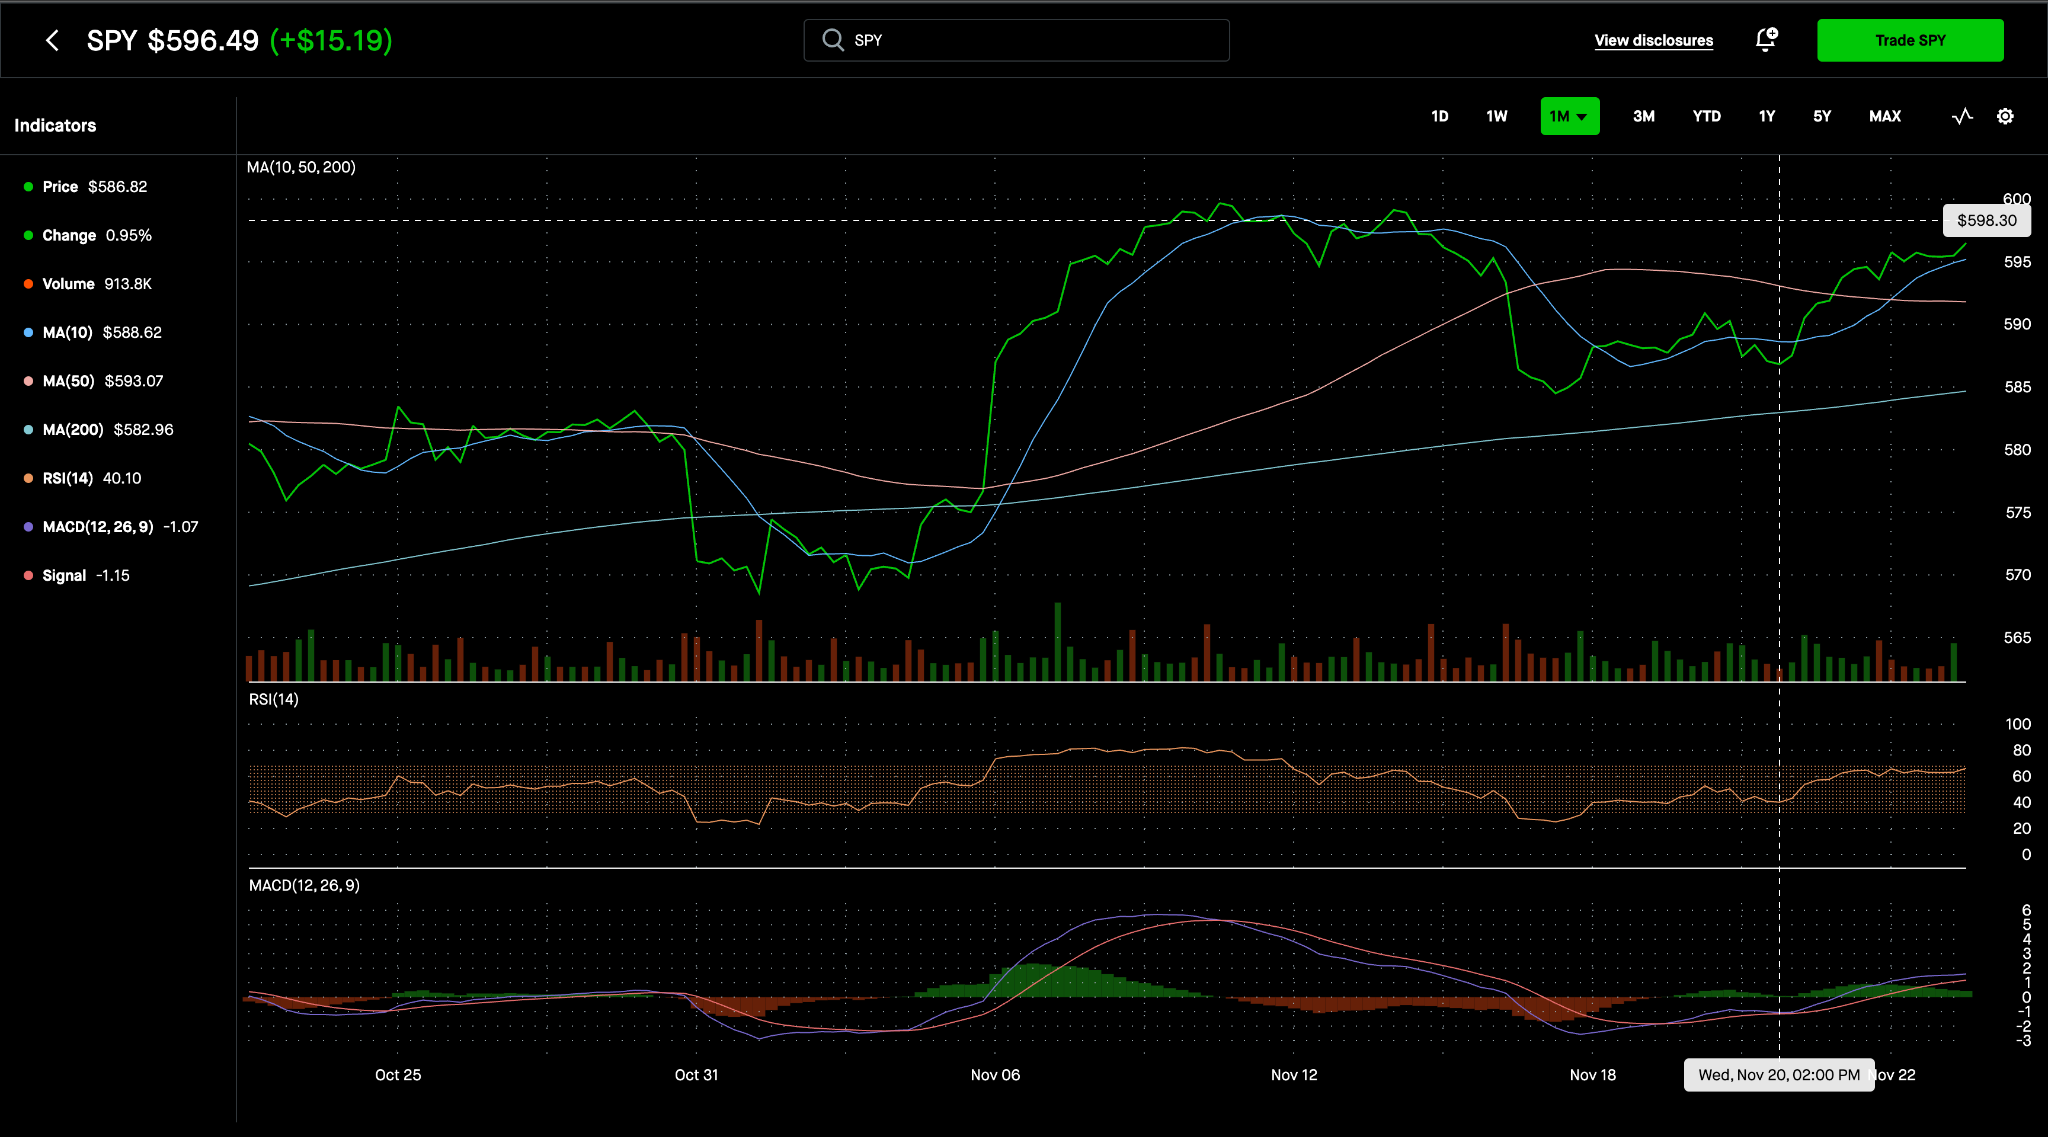 SPY $596.49 (+$15.19)
SPY
View disclosures
Trade SPY
Indicators
1D 1W 1M 3M YTD 1Y 5Y MAX
Price $586.82
Change 0.95%
Volume 913.8K
MA(10) $588.62
MA(50) $593.07
MA(200) $582.96
RSI(14) 40.10
MACD(12, 26, 9) -1.07
Signal -1.15
MA(10, 50, 200)
600
$598.30
595
590
585
580
575
570
565
RSI(14)
100
80
60
40
20
0
MACD(12, 26, 9)
6
5
4
3
2
1
0
-1
-2
-3
Oct 25 Oct 31 Nov 06 Nov 12 Nov 18 Wed, Nov 20, 02:00 PM Nov 22